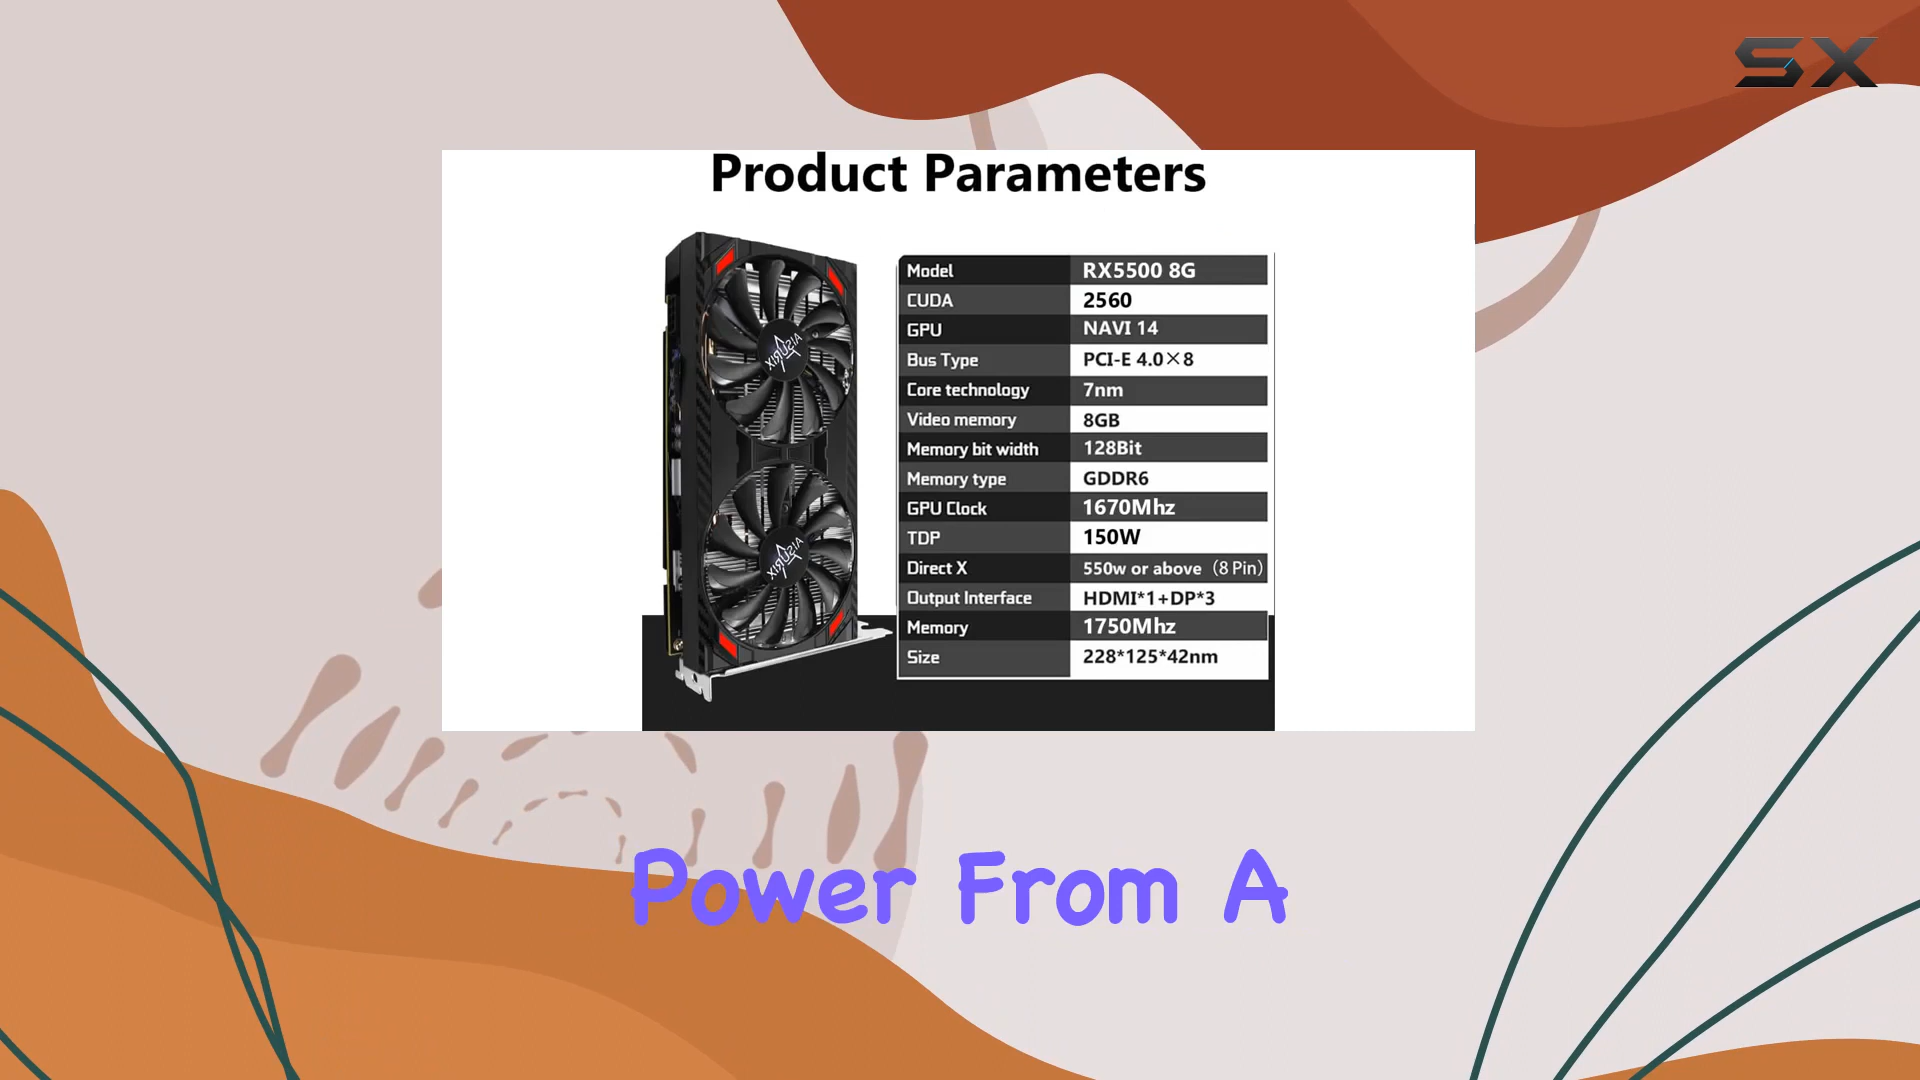 SX
Product Parameters
Model RX5500 8G
CUDA 2560
GPU NAVI 14
Bus Type PCI-E 4.0×8
Core technology 7nm
Video memory 8GB
Memory bit width 128Bit
Memory type GDDR6
GPU Clock 1670Mhz
TDP 150W
Direct X 550w or above (8 Pin)
Output Interface HDMI*1+DP*3
Memory 1750Mhz
Size 228*125*42nm
AISURIX
AISURIX
Power From A